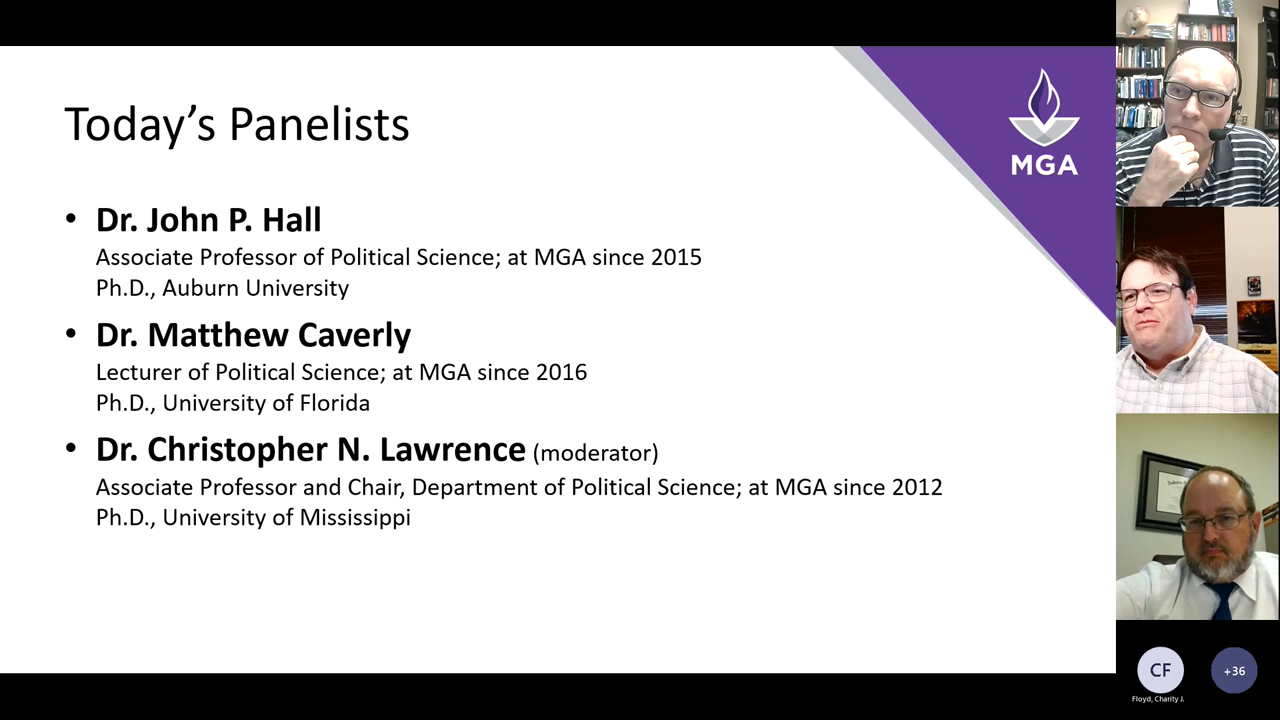 Today's Panelists
MGA
• Dr. John P. Hall
Associate Professor of Political Science; at MGA since 2015
Ph.D., Auburn University
• Dr. Matthew Caverly
Lecturer of Political Science; at MGA since 2016
Ph.D., University of Florida
• Dr. Christopher N. Lawrence (moderator)
Associate Professor and Chair, Department of Political Science; at MGA since 2012
Ph.D., University of Mississippi
CF
+36
Floyd, Charity J.